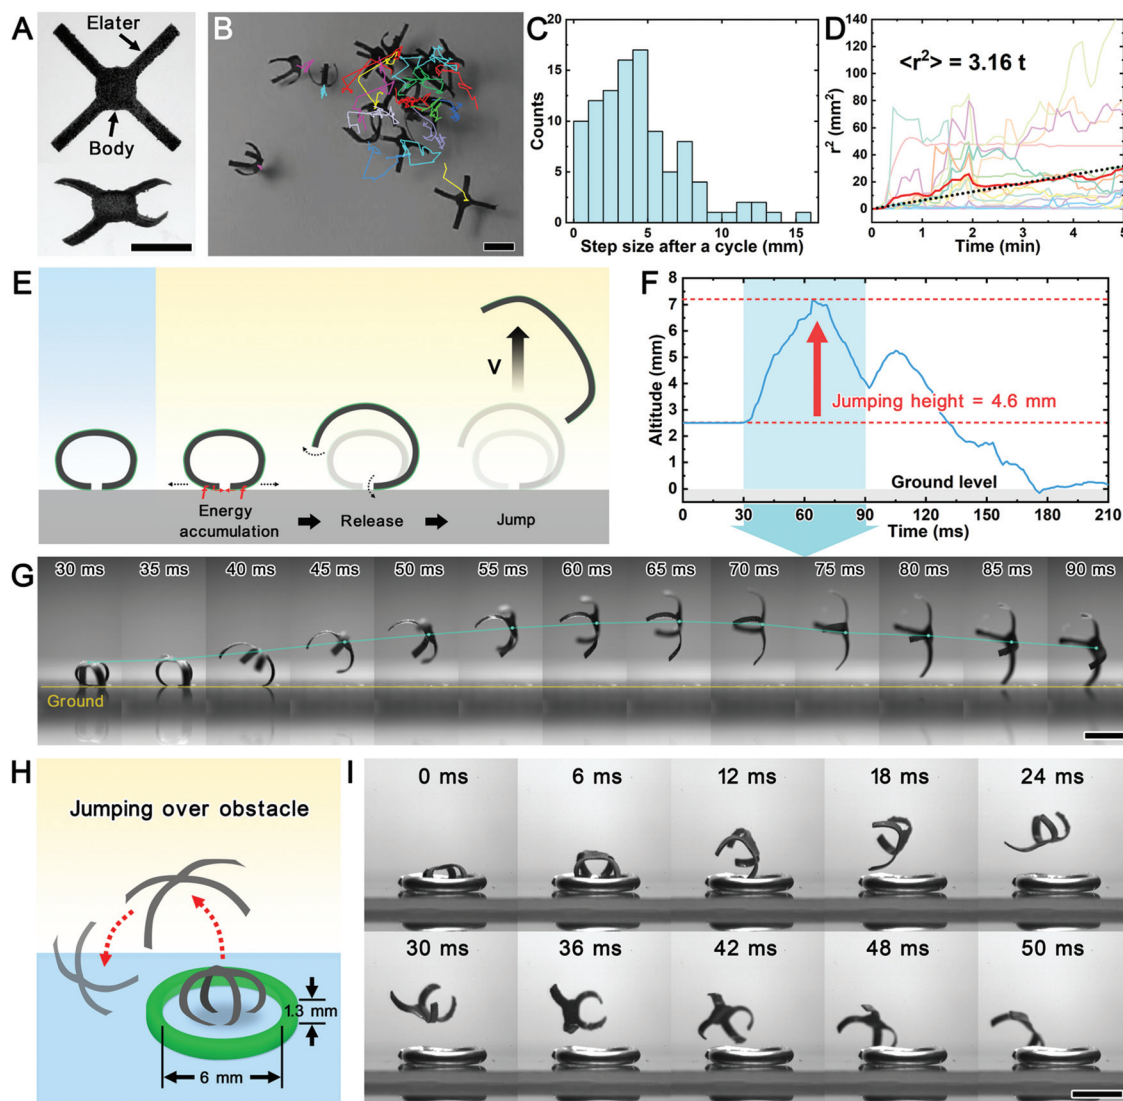 A
Elater
Body
B
C
Counts
20
15
10
5
0
0 5 10 15
Step size after a cycle (mm)
D
<r²> = 3.16 t
r² (mm²)
140
120
100
80
60
40
20
0
0 1 2 3 4 5
Time (min)
E
V
Energy
accumulation
Release
Jump
F
Altitude (mm)
8
7
6
5
4
3
2
1
0
Jumping height = 4.6 mm
Ground level
0 30 60 90 120 150 180 210
Time (ms)
G
30 ms 35 ms 40 ms 45 ms 50 ms 55 ms 60 ms 65 ms 70 ms 75 ms 80 ms 85 ms 90 ms
Ground
H
Jumping over obstacle
1.3 mm
6 mm
I
0 ms 6 ms 12 ms 18 ms 24 ms
30 ms 36 ms 42 ms 48 ms 50 ms